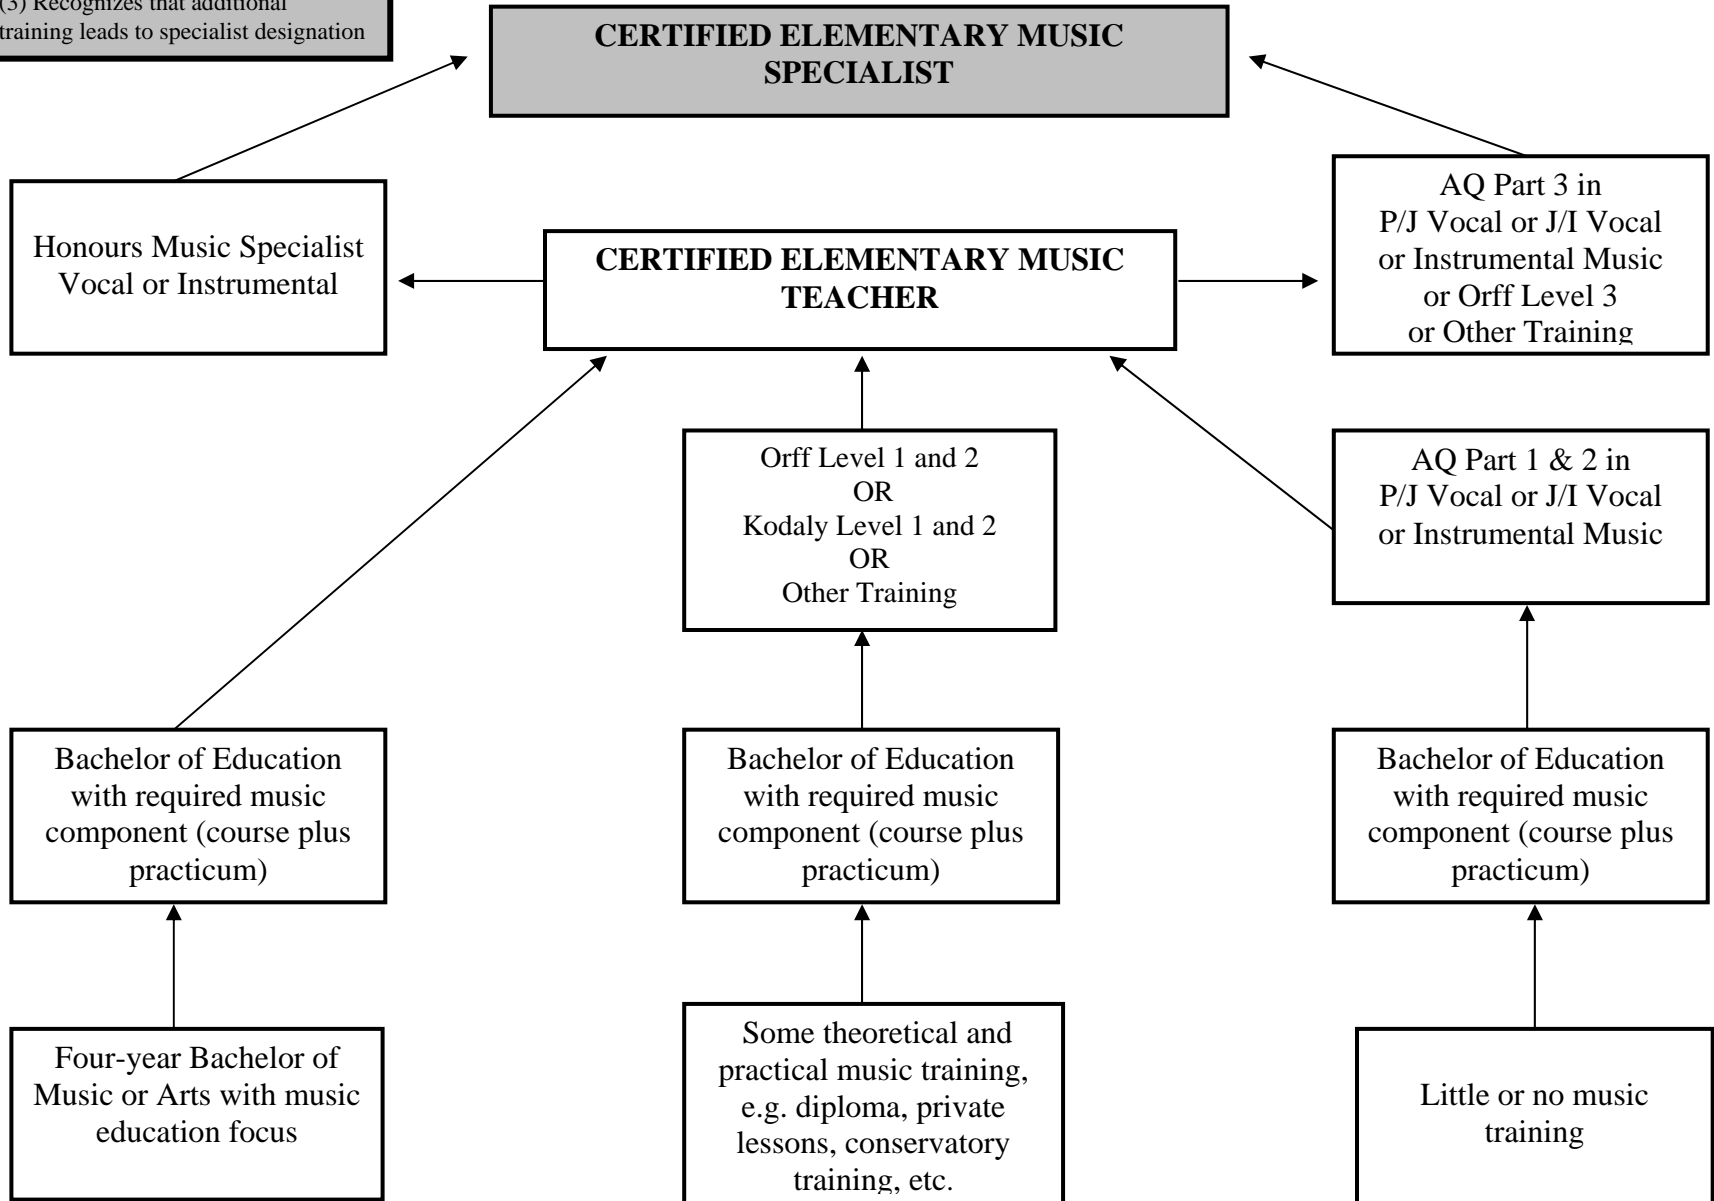 (3) Recognizes that additional
training leads to specialist designation
CERTIFIED ELEMENTARY MUSIC
SPECIALIST
Honours Music Specialist
Vocal or Instrumental
CERTIFIED ELEMENTARY MUSIC
TEACHER
AQ Part 3 in
P/J Vocal or J/I Vocal
or Instrumental Music
or Orff Level 3
or Other Training
Orff Level 1 and 2
OR
Kodaly Level 1 and 2
OR
Other Training
AQ Part 1 & 2 in
P/J Vocal or J/I Vocal
or Instrumental Music
Bachelor of Education
with required music
component (course plus
practicum)
Bachelor of Education
with required music
component (course plus
practicum)
Bachelor of Education
with required music
component (course plus
practicum)
Four-year Bachelor of
Music or Arts with music
education focus
Some theoretical and
practical music training,
e.g. diploma, private
lessons, conservatory
training, etc.
Little or no music
training